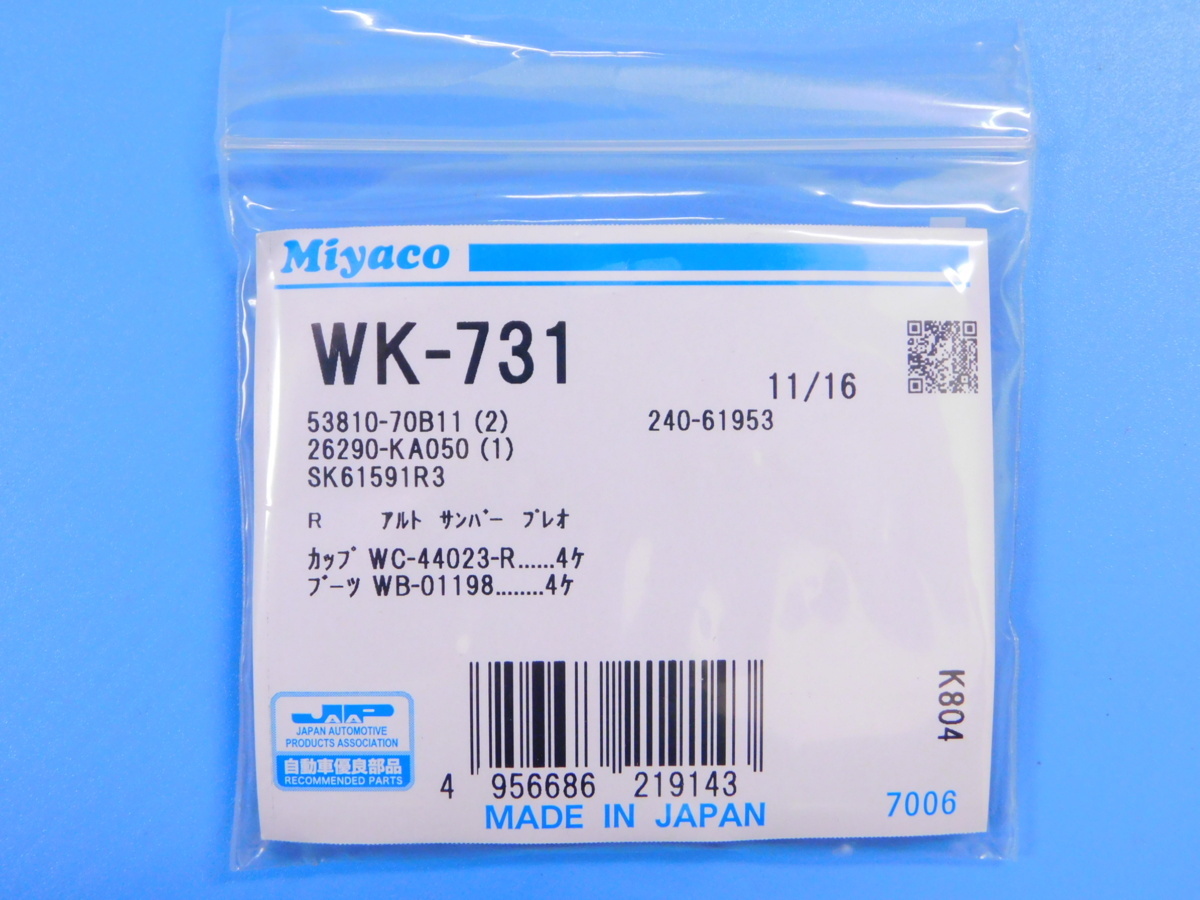 Miyaco
WK-731
11/16
53810-70B11 (2) 240-61953
26290-KA050 (1)
SK61591R3
R ｱﾙﾄ ｻﾝﾊﾞｰ ﾌﾟﾚｵ
ｶｯﾌﾟ WC-44023-R......4ｹ
ﾌﾞｰﾂ WB-01198........4ｹ
K804
JAAP
JAPAN AUTOMOTIVE
PRODUCTS ASSOCIATION
自動車優良部品
RECOMMENDED PARTS
4 956686 219143
MADE IN JAPAN
7006